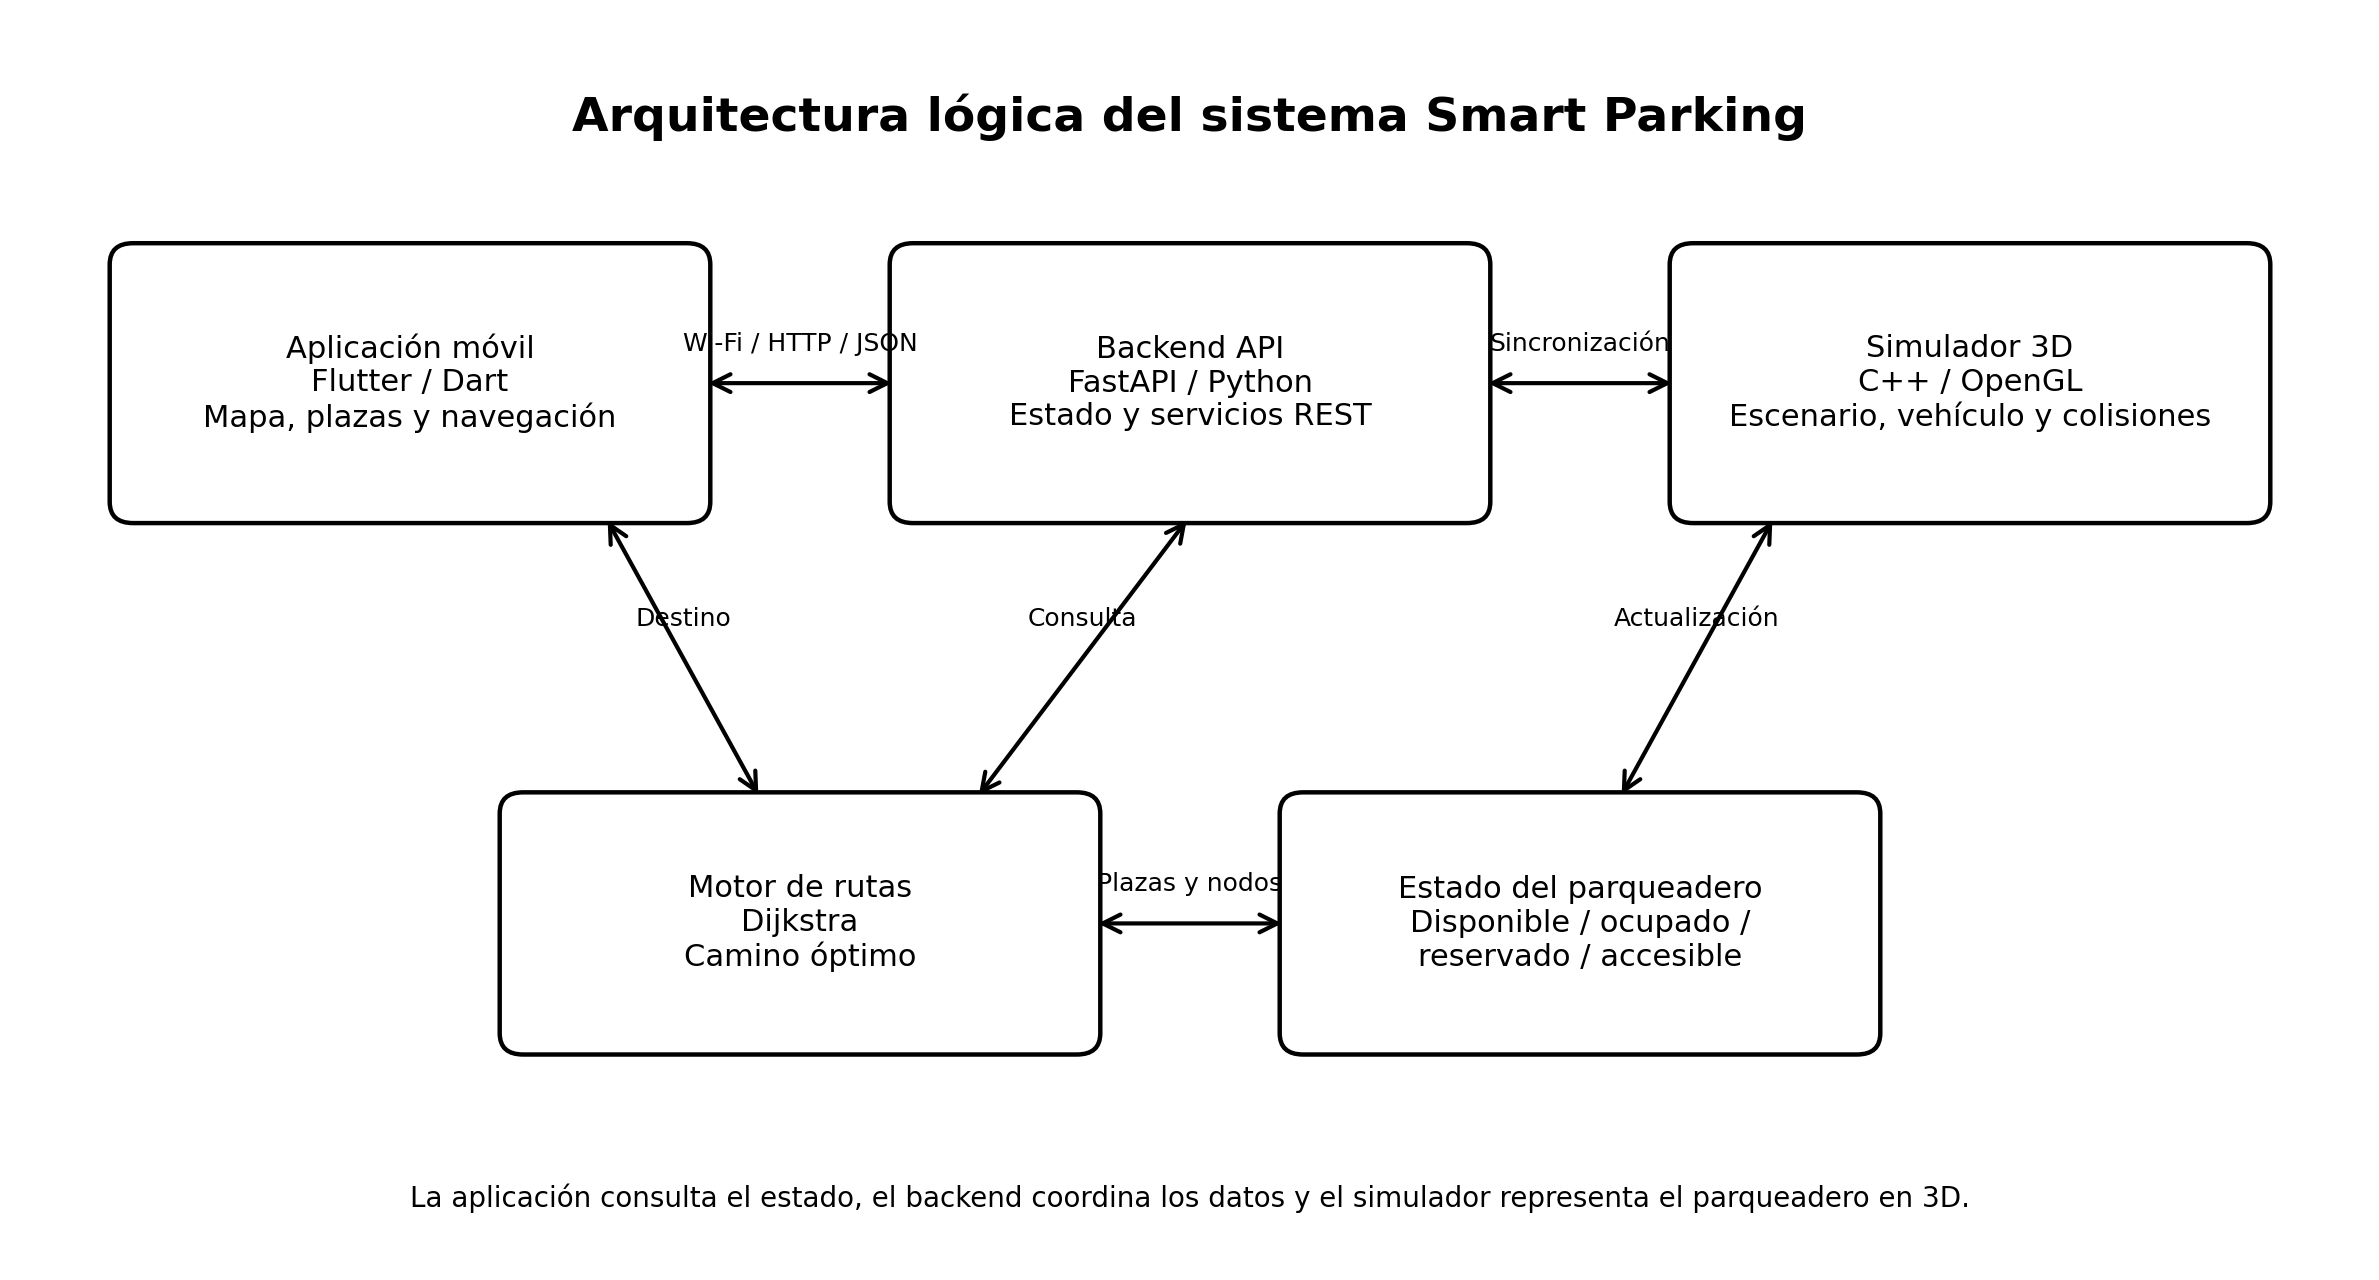 Arquitectura lógica del sistema Smart Parking
Aplicación móvil
Flutter / Dart
Mapa, plazas y navegación
Wi-Fi / HTTP / JSON
Backend API
FastAPI / Python
Estado y servicios REST
Sincronización
Simulador 3D
C++ / OpenGL
Escenario, vehículo y colisiones
Destino
Consulta
Actualización
Motor de rutas
Dijkstra
Camino óptimo
Plazas y nodos
Estado del parqueadero
Disponible / ocupado /
reservado / accesible
La aplicación consulta el estado, el backend coordina los datos y el simulador representa el parqueadero en 3D.